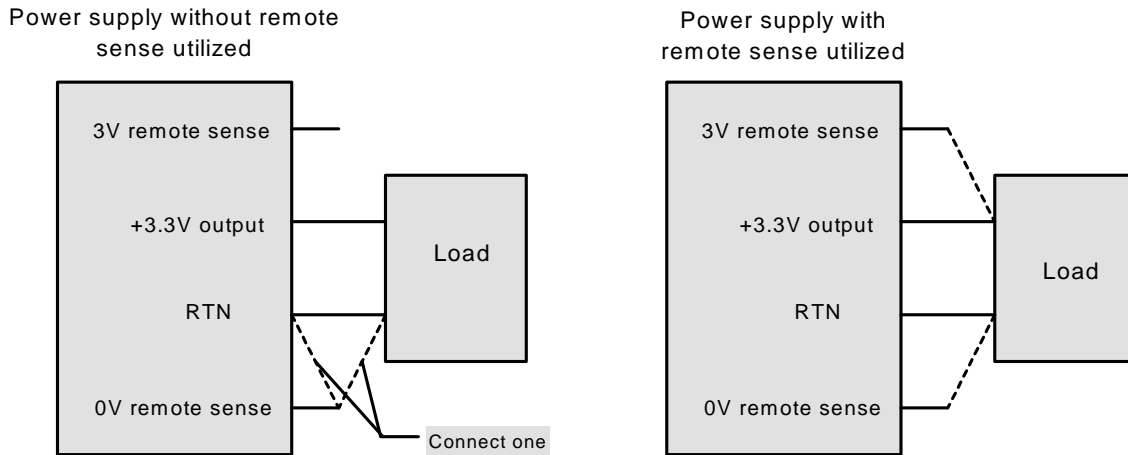 Power supply without remote
sense utilized
3V remote sense
+3.3V output
Load
RTN
0V remote sense
Connect one
Power supply with
remote sense utilized
3V remote sense
+3.3V output
Load
RTN
0V remote sense